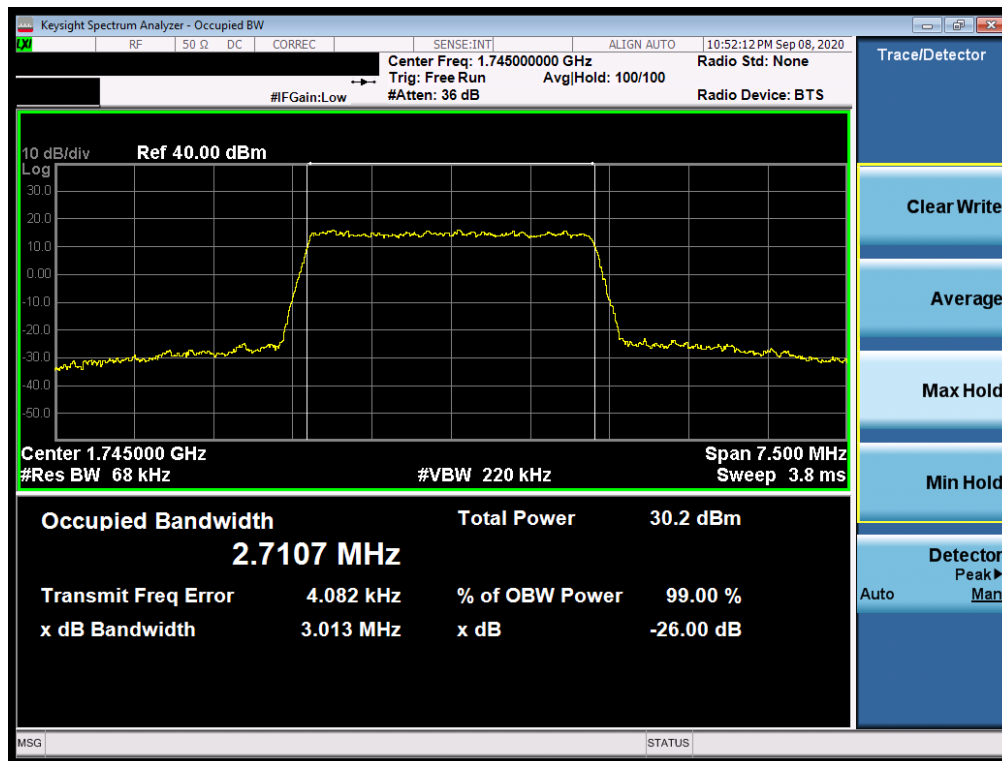 Keysight Spectrum Analyzer - Occupied BW
LXI RF 50 Ω DC CORREC SENSE:INT ALIGN AUTO 10:52:12 PM Sep 08, 2020
Center Freq: 1.745000000 GHz Radio Std: None
Trig: Free Run Avg|Hold: 100/100
#IFGain:Low #Atten: 36 dB Radio Device: BTS
Trace/Detector
10 dB/div Ref 40.00 dBm
Log
30.0
20.0
10.0
0.00
-10.0
-20.0
-30.0
-40.0
-50.0
Center 1.745000 GHz Span 7.500 MHz
#Res BW 68 kHz #VBW 220 kHz Sweep 3.8 ms
Occupied Bandwidth Total Power 30.2 dBm
2.7107 MHz
Transmit Freq Error 4.082 kHz % of OBW Power 99.00 %
x dB Bandwidth 3.013 MHz x dB -26.00 dB
Clear Write
Average
Max Hold
Min Hold
Detector
Peak▶
Auto Man
MSG STATUS